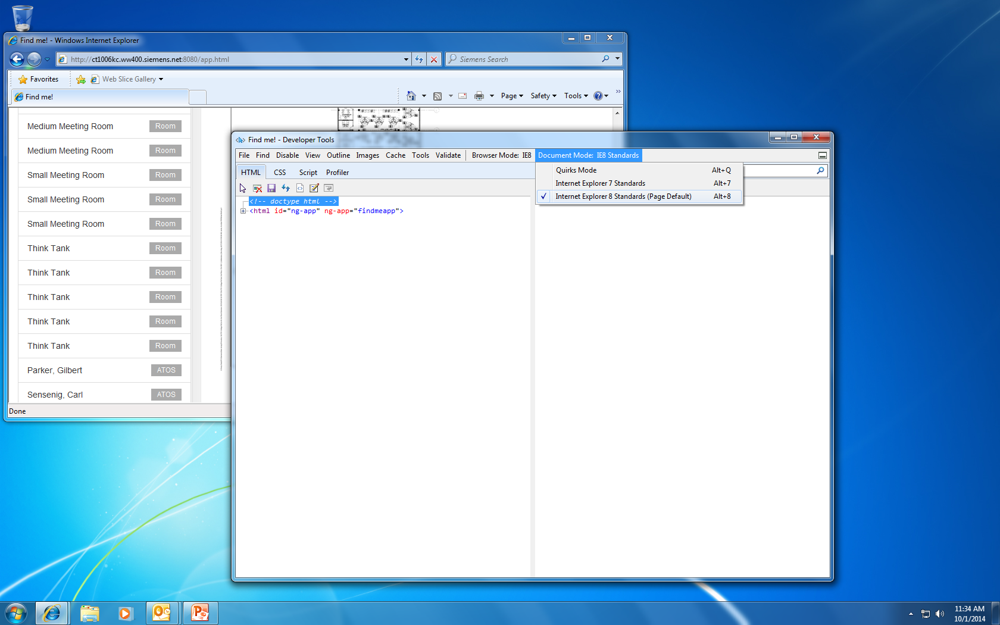 Find me! - Windows Internet Explorer
http://ct1006kc.ww400.siemens.net:8080/app.html
Siemens Search
Favorites
Web Slice Gallery
Find me!
Page
Safety
Tools
Medium Meeting Room Room
Medium Meeting Room Room
Small Meeting Room Room
Small Meeting Room Room
Small Meeting Room Room
Think Tank Room
Think Tank Room
Think Tank Room
Think Tank Room
Think Tank Room
Parker, Gilbert ATOS
Sensenig, Carl ATOS
Done
Find me! - Developer Tools
File Find Disable View Outline Images Cache Tools Validate Browser Mode: IE8 Document Mode: IE8 Standards
HTML CSS Script Profiler
Quirks Mode Alt+Q
Internet Explorer 7 Standards Alt+7
Internet Explorer 8 Standards (Page Default) Alt+8
<!-- doctype html -->
<html id="ng-app" ng-app="findmeapp">
11:34 AM
10/1/2014